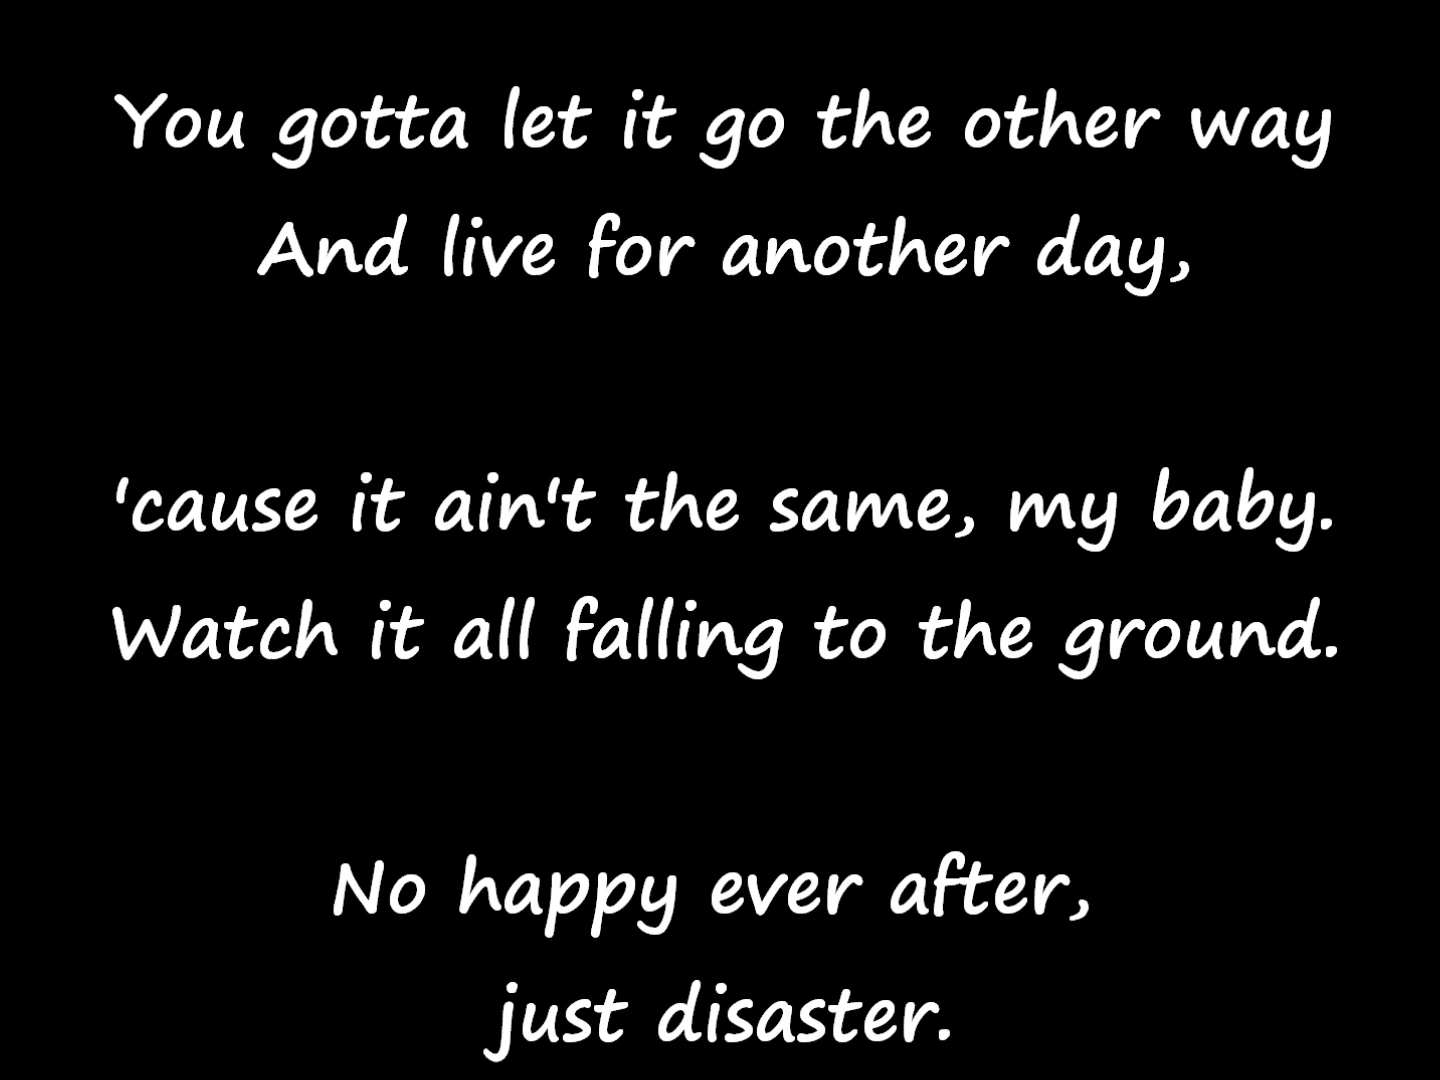 You gotta let it go the other way
And live for another day,
'cause it ain't the same, my baby.
Watch it all falling to the ground.
No happy ever after,
just disaster.